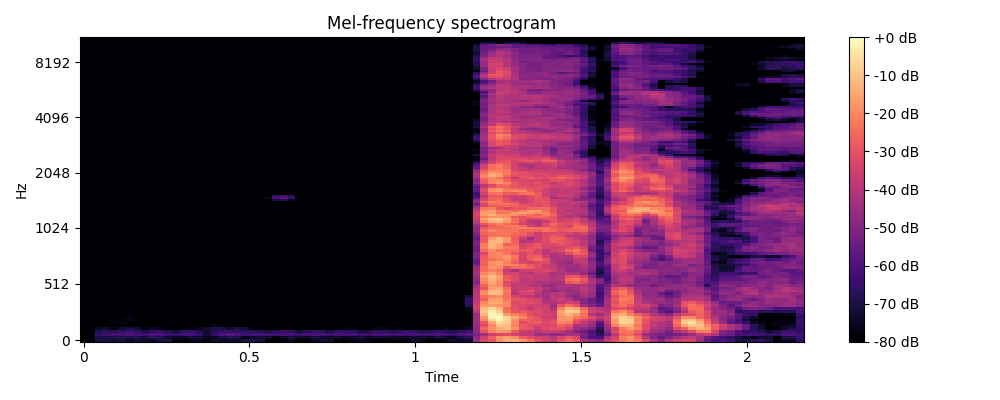 Mel-frequency spectrogram
Hz
8192
4096
2048
1024
512
0
0 0.5 1 1.5 2
Time
+0 dB
-10 dB
-20 dB
-30 dB
-40 dB
-50 dB
-60 dB
-70 dB
-80 dB